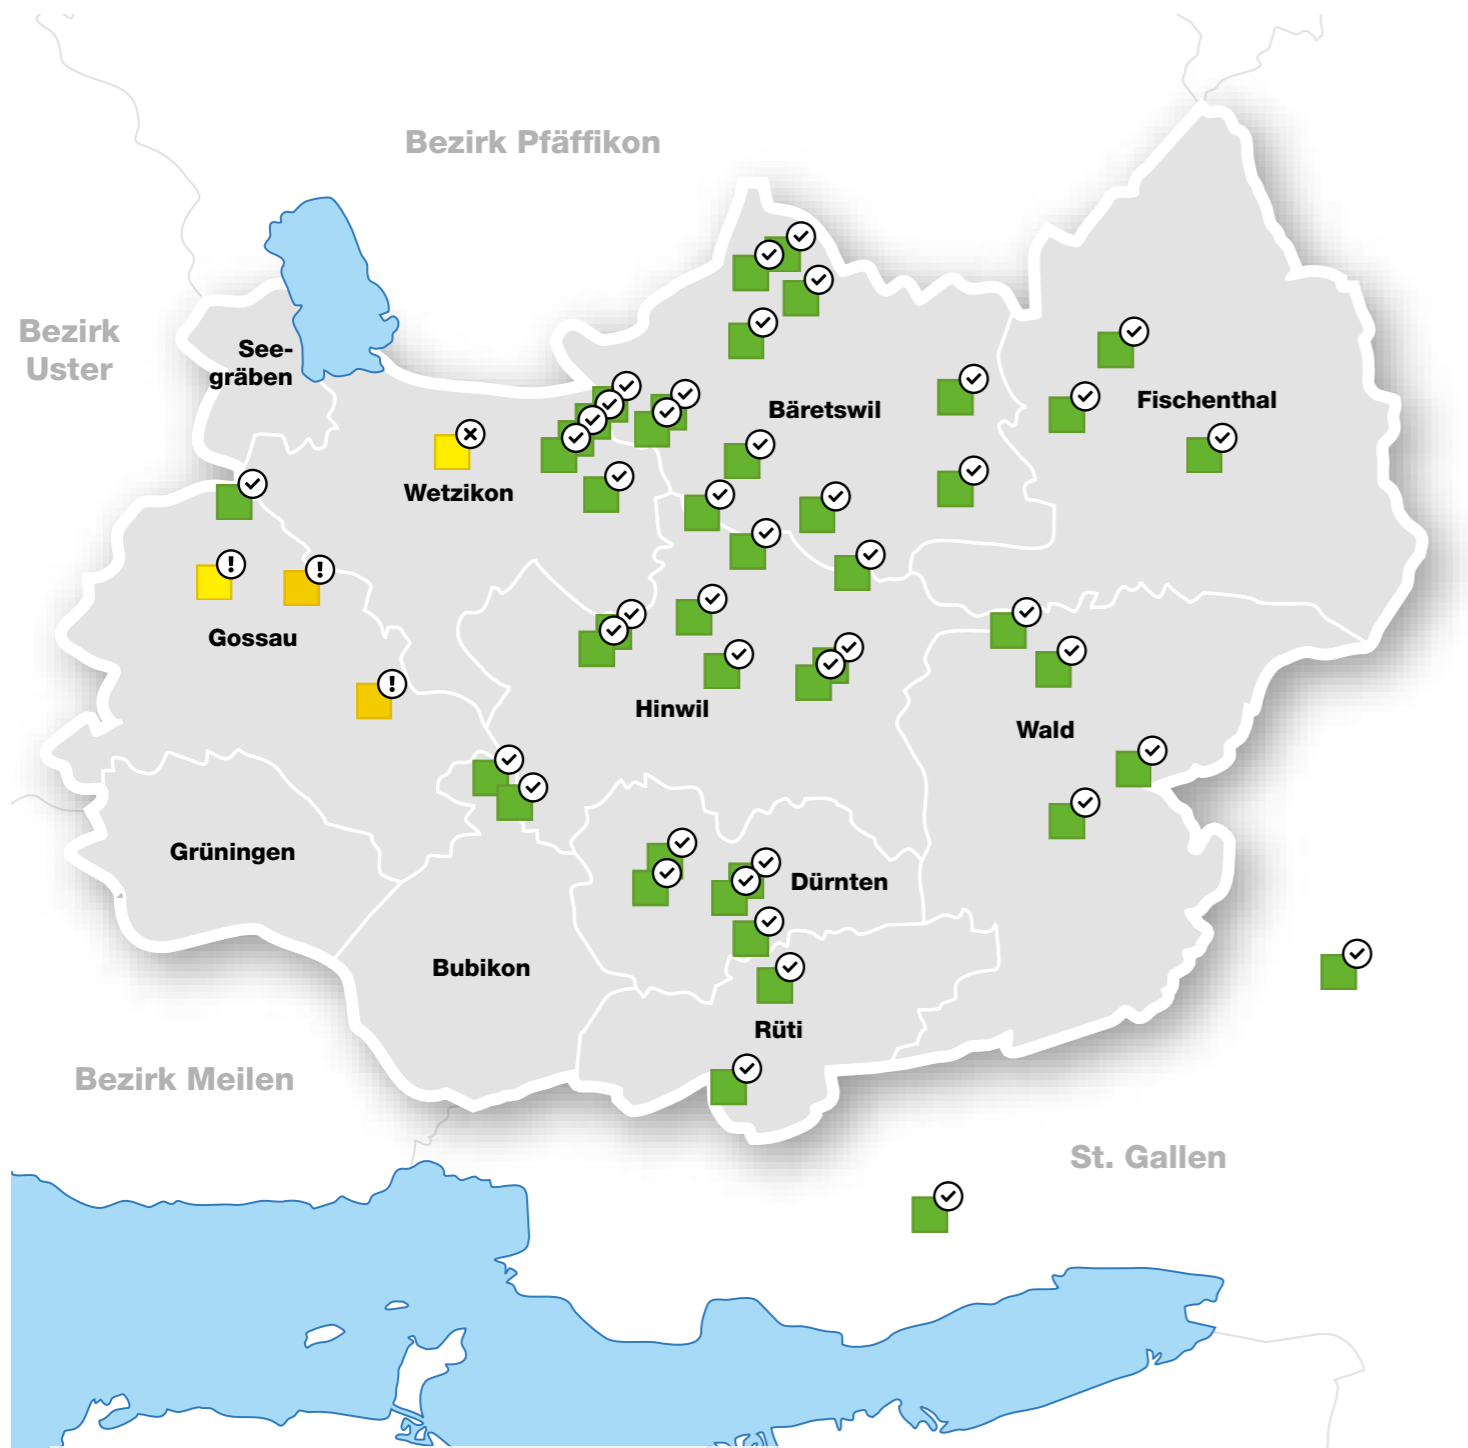 Bezirk Pfäffikon
Bezirk
Uster
See-
gräben
Bäretswil
Fischenthal
Wetzikon
Gossau
Hinwil
Wald
Grüningen
Dürnten
Bubikon
Rüti
Bezirk Meilen
St. Gallen